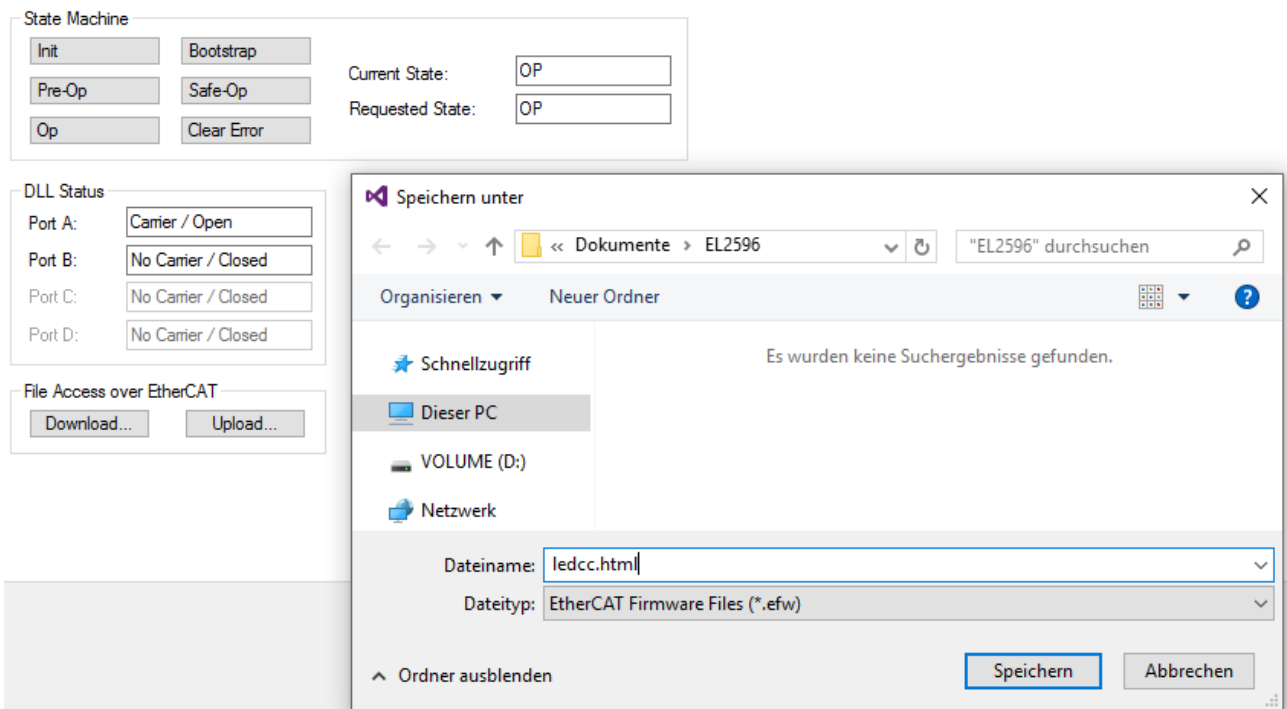 State Machine
Init
Bootstrap
Pre-Op
Safe-Op
Op
Clear Error
Current State:
OP
Requested State:
OP
DLL Status
Port A:
Carrier / Open
Port B:
No Carrier / Closed
Port C:
No Carrier / Closed
Port D:
No Carrier / Closed
File Access over EtherCAT
Download...
Upload...
Speichern unter
« Dokumente › EL2596
"EL2596" durchsuchen
Organisieren
Neuer Ordner
?
Schnellzugriff
Dieser PC
VOLUME (D:)
Netzwerk
Es wurden keine Suchergebnisse gefunden.
Dateiname:
ledcc.html
Dateityp:
EtherCAT Firmware Files (*.efw)
Ordner ausblenden
Speichern
Abbrechen